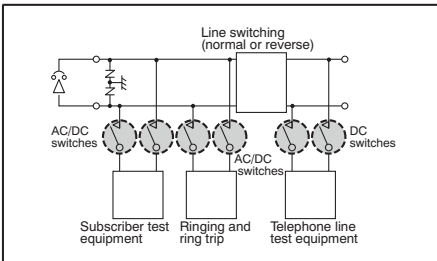 Line switching
(normal or reverse)
AC/DC
switches
DC
switches
AC/DC
switches
Subscriber test
equipment
Ringing and
ring trip
Telephone line
test equipment